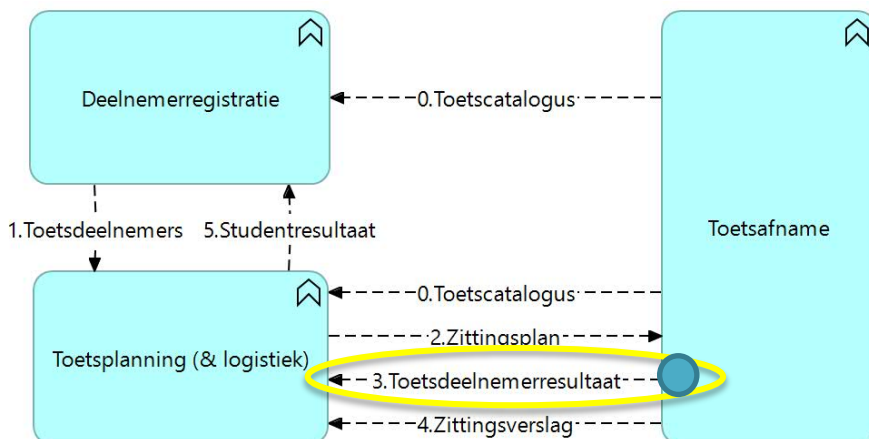 Deelnemerregistratie
0.Toetscatalogus
1.Toetsdeelnemers
5.Studentresultaat
Toetsafname
0.Toetscatalogus
2.Zittingsplan
Toetsplanning (& logistiek)
3.Toetsdeelnemerresultaat
4.Zittingsverslag